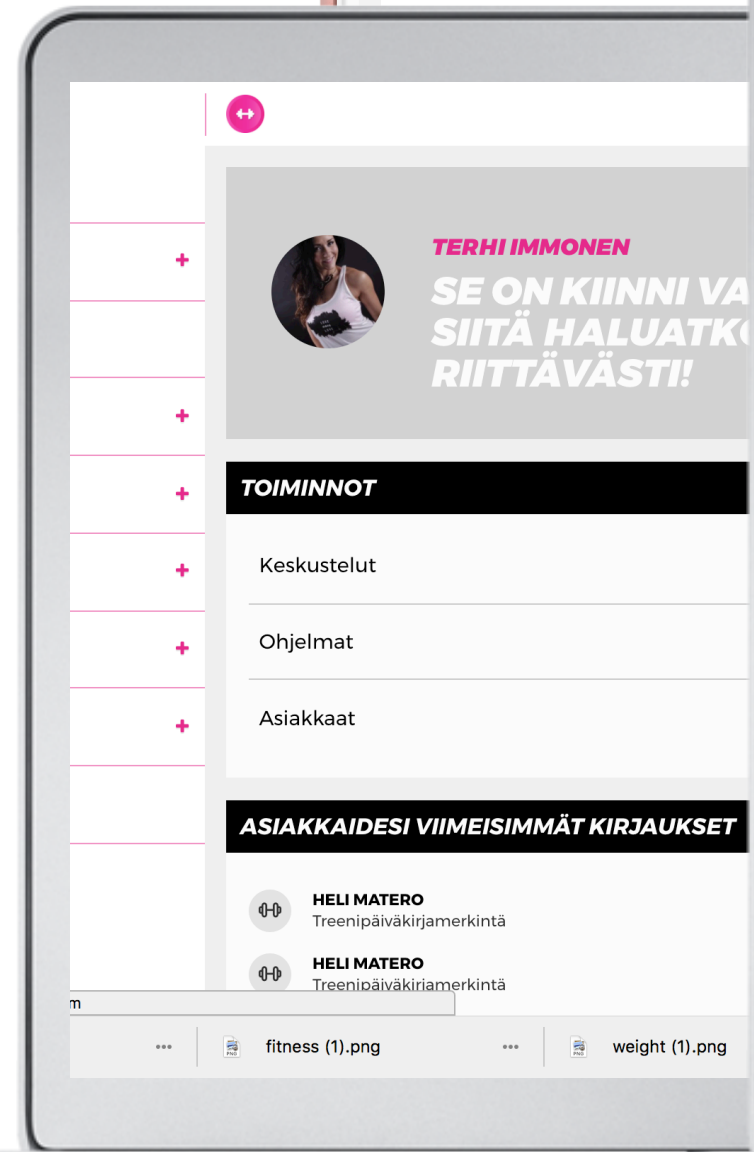 TERHI IMMONEN
SE ON KIINNI VA
SIITÄ HALUATKO
RIITTÄVÄSTI!
TOIMINNOT
Keskustelut
Ohjelmat
Asiakkaat
ASIAKKAIDESI VIIMEISIMMÄT KIRJAUKSET
HELI MATERO
Treenipäiväkirjamerkintä
HELI MATERO
Treenipäiväkirjamerkintä
m
fitness (1).png
weight (1).png